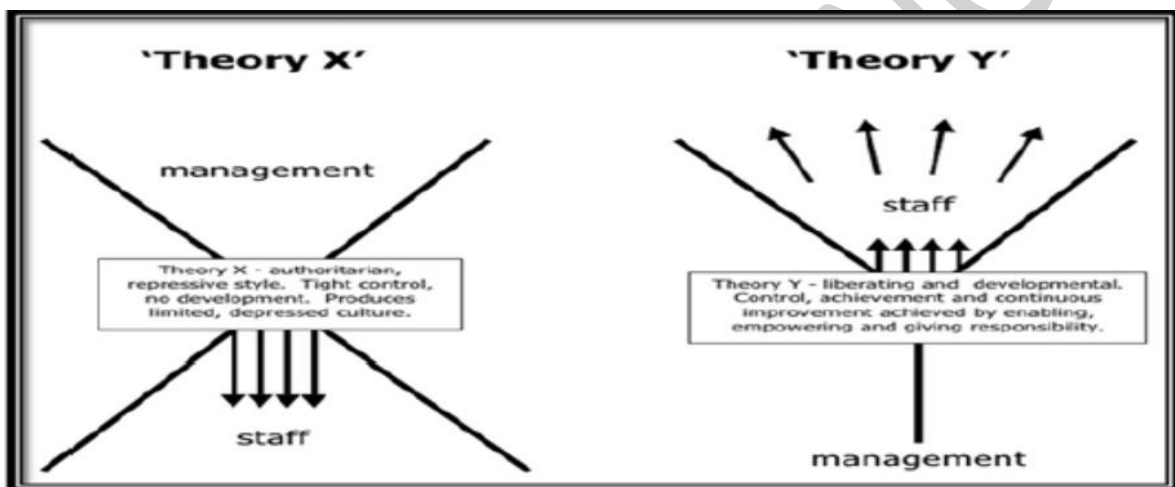 'Theory X'
management
Theory X - authoritarian,
repressive style. Tight control,
no development. Produces
limited, depressed culture.
staff
'Theory Y'
staff
Theory Y - liberating and developmental.
Control, achievement and continuous
improvement achieved by enabling,
empowering and giving responsibility.
management